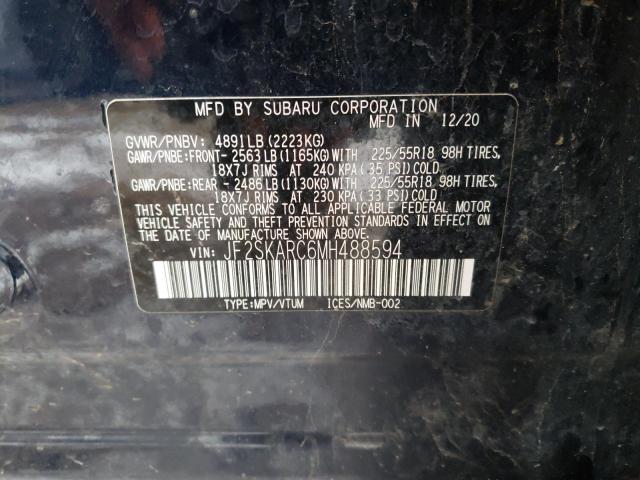 MFD BY SUBARU CORPORATION
MFD IN 12/20
GVWR/PNBV: 4891LB(2223KG)
GAWR/PNBE:FRONT- 2563LB(1165KG)WITH 225/55R18 98H TIRES,
18X7J RIMS AT 240 KPA(35 PSI)COLD
GAWR/PNBE:REAR - 2486LB(1130KG)WITH 225/55R18 98H TIRES,
18X7J RIMS AT 230 KPA(33 PSI)COLD
THIS VEHICLE CONFORMS TO ALL APPLICABLE FEDERAL MOTOR
VEHICLE SAFETY AND THEFT PREVENTION STANDARDS IN EFFECT ON
THE DATE OF MANUFACTURE SHOWN ABOVE.
VIN: JF2SKARC6MH488594
TYPE:MPV/VTUM ICES/NMB-002